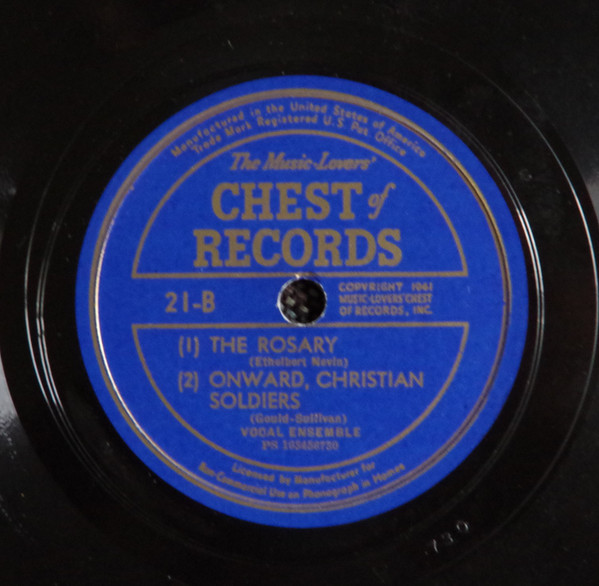 Manufactured in the United States of America
Trade Mark Registered U.S. Pat. Office
The Music-Lovers'
CHEST of
RECORDS
21-B
COPYRIGHT 1941
MUSIC-LOVERS' CHEST
OF RECORDS, INC.
(1) THE ROSARY
(Ethelbert Nevin)
(2) ONWARD, CHRISTIAN
SOLDIERS
(Gould-Sullivan)
VOCAL ENSEMBLE
Licensed by Manufacturer for
Non-Commercial Use on Phonograph in Homes
730